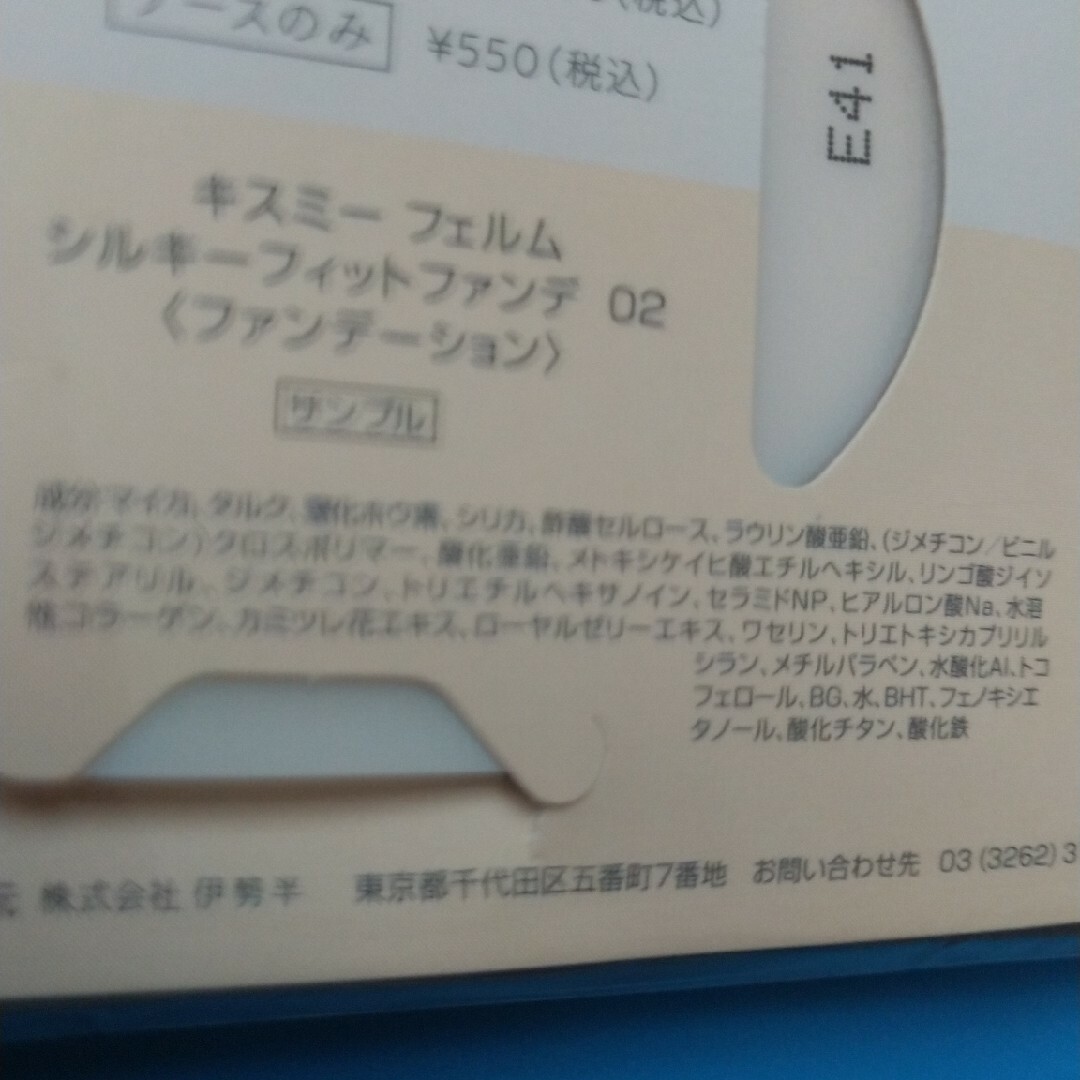 (税込)
ケースのみ ¥550(税込)
E41
キスミー フェルム
シルキーフィットファンデ 02
〈ファンデーション〉
サンプル
成分:マイカ、タルク、窒化ホウ素、シリカ、酢酸セルロース、ラウリン酸亜鉛、(ジメチコン/ビニル
ジメチコン)クロスポリマー、酸化亜鉛、メトキシケイヒ酸エチルヘキシル、リンゴ酸ジイソ
ステアリル、ジメチコン、トリエチルヘキサノイン、セラミドNP、ヒアルロン酸Na、水溶
性コラーゲン、カミツレ花エキス、ローヤルゼリーエキス、ワセリン、トリエトキシカプリリル
シラン、メチルパラベン、水酸化Al、トコ
フェロール、BG、水、BHT、フェノキシエ
タノール、酸化チタン、酸化鉄
元 株式会社 伊勢半 東京都千代田区五番町7番地 お問い合わせ先 03(3262)3